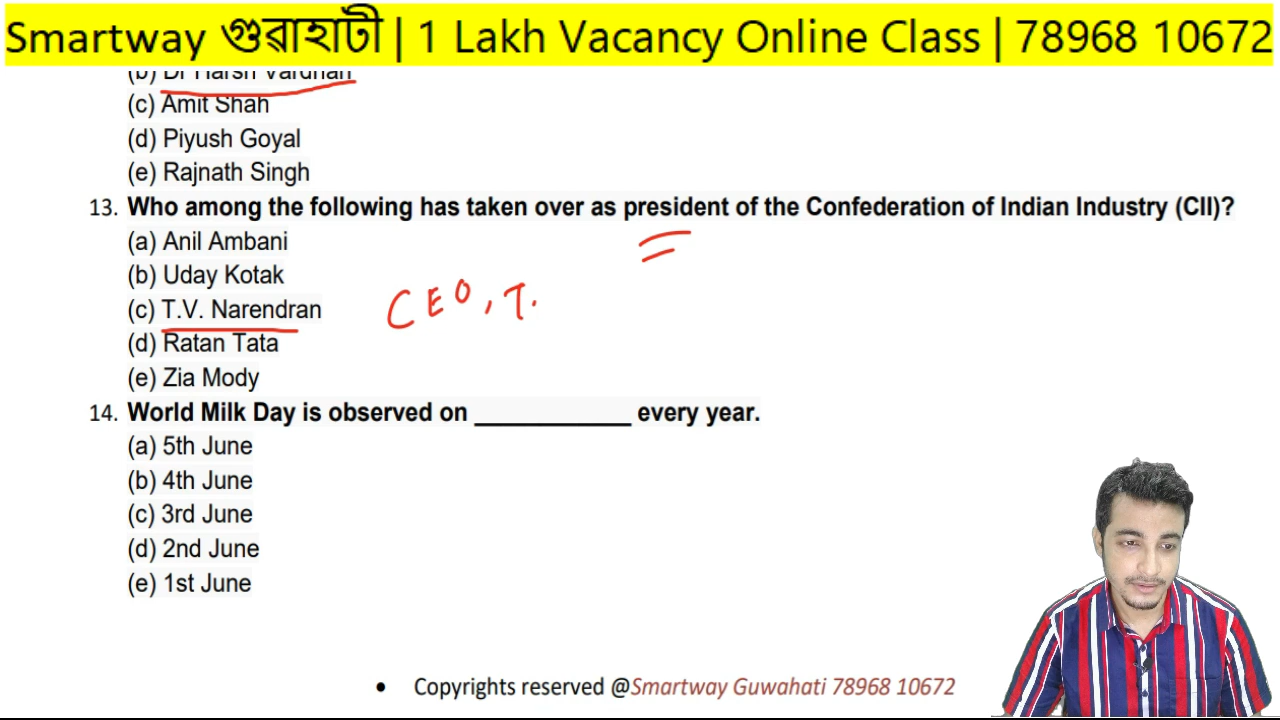 Smartway গুৱাহাটী | 1 Lakh Vacancy Online Class | 78968 10672
(b) Dr Harsh Vardhan
(c) Amit Shah
(d) Piyush Goyal
(e) Rajnath Singh
13. Who among the following has taken over as president of the Confederation of Indian Industry (CII)?
(a) Anil Ambani
(b) Uday Kotak
(c) T.V. Narendran
CEO, T.
(d) Ratan Tata
(e) Zia Mody
14. World Milk Day is observed on ____________ every year.
(a) 5th June
(b) 4th June
(c) 3rd June
(d) 2nd June
(e) 1st June
• Copyrights reserved @Smartway Guwahati 78968 10672